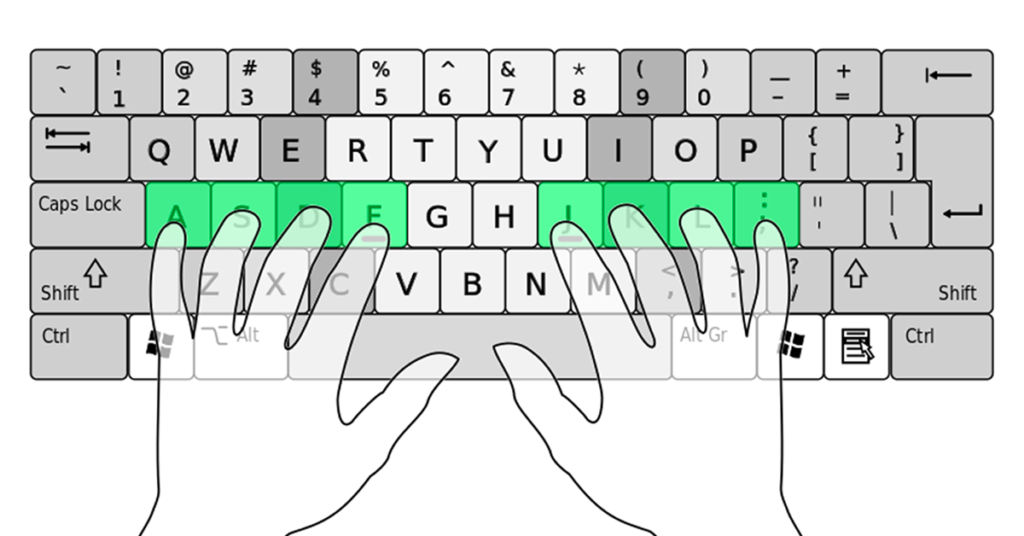 ~ ! @ # $ % ^ & * ( ) — +
` 1 2 3 4 5 6 7 8 9 0 - =
Q W E R T Y U I O P { }
[ ]
Caps Lock A S D F G H J K L : " |
; ' \
Shift Z X C V B N M < > ? Shift
, . /
Ctrl Alt Alt Gr Ctrl